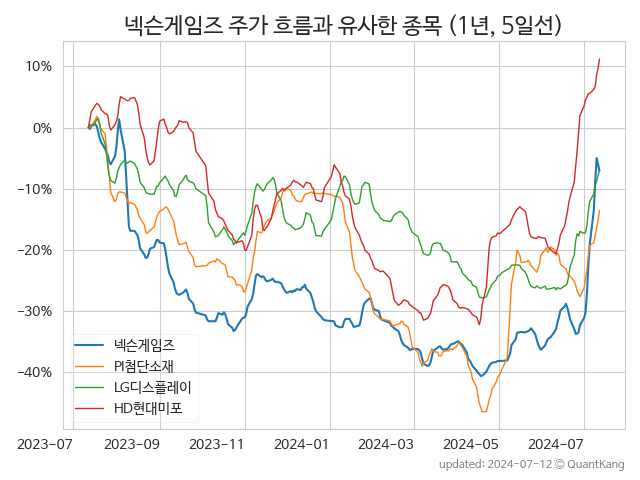 넥슨게임즈 주가 흐름과 유사한 종목 (1년, 5일선)
10%
0%
−10%
−20%
−30%
−40%
넥슨게임즈
PI첨단소재
LG디스플레이
HD현대미포
2023-07 2023-09 2023-11 2024-01 2024-03 2024-05 2024-07
updated: 2024-07-12 © QuantKang